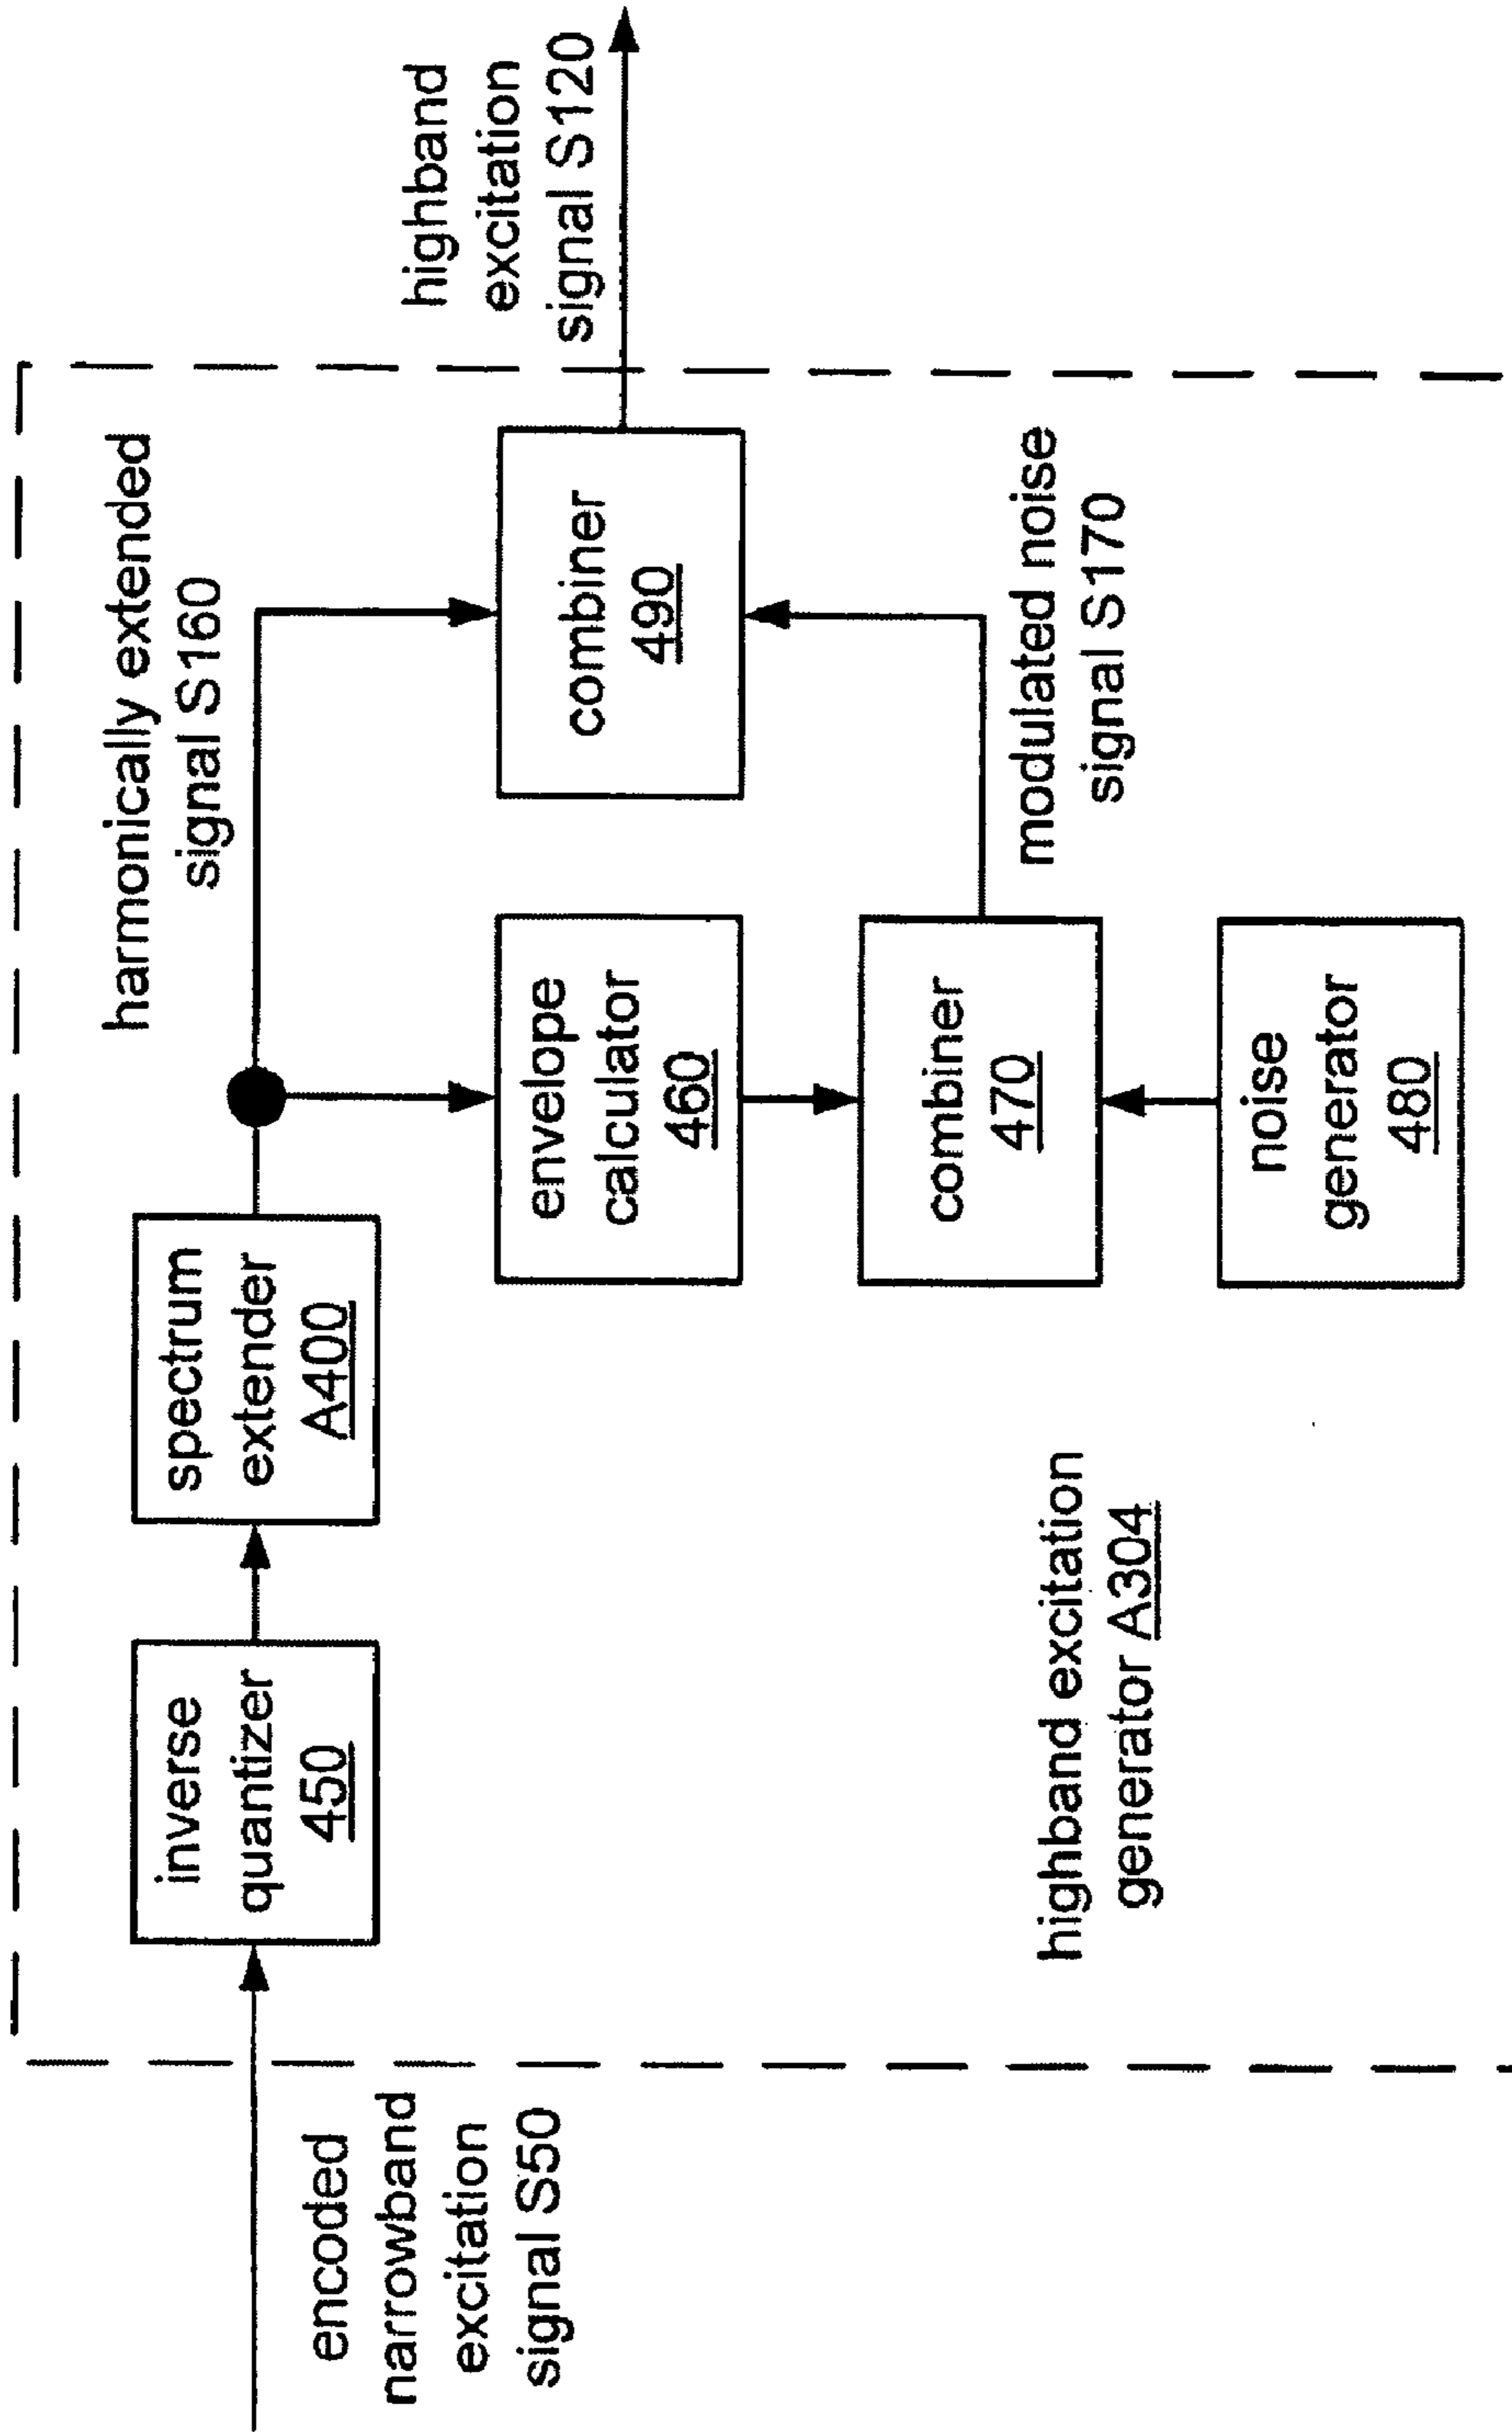 encoded
narrowband
excitation
signal S50
inverse
quantizer
450
spectrum
extender
A400
harmonically extended
signal S160
envelope
calculator
460
combiner
470
noise
generator
480
combiner
490
modulated noise
signal S170
highband
excitation
signal S120
highband excitation
generator A304